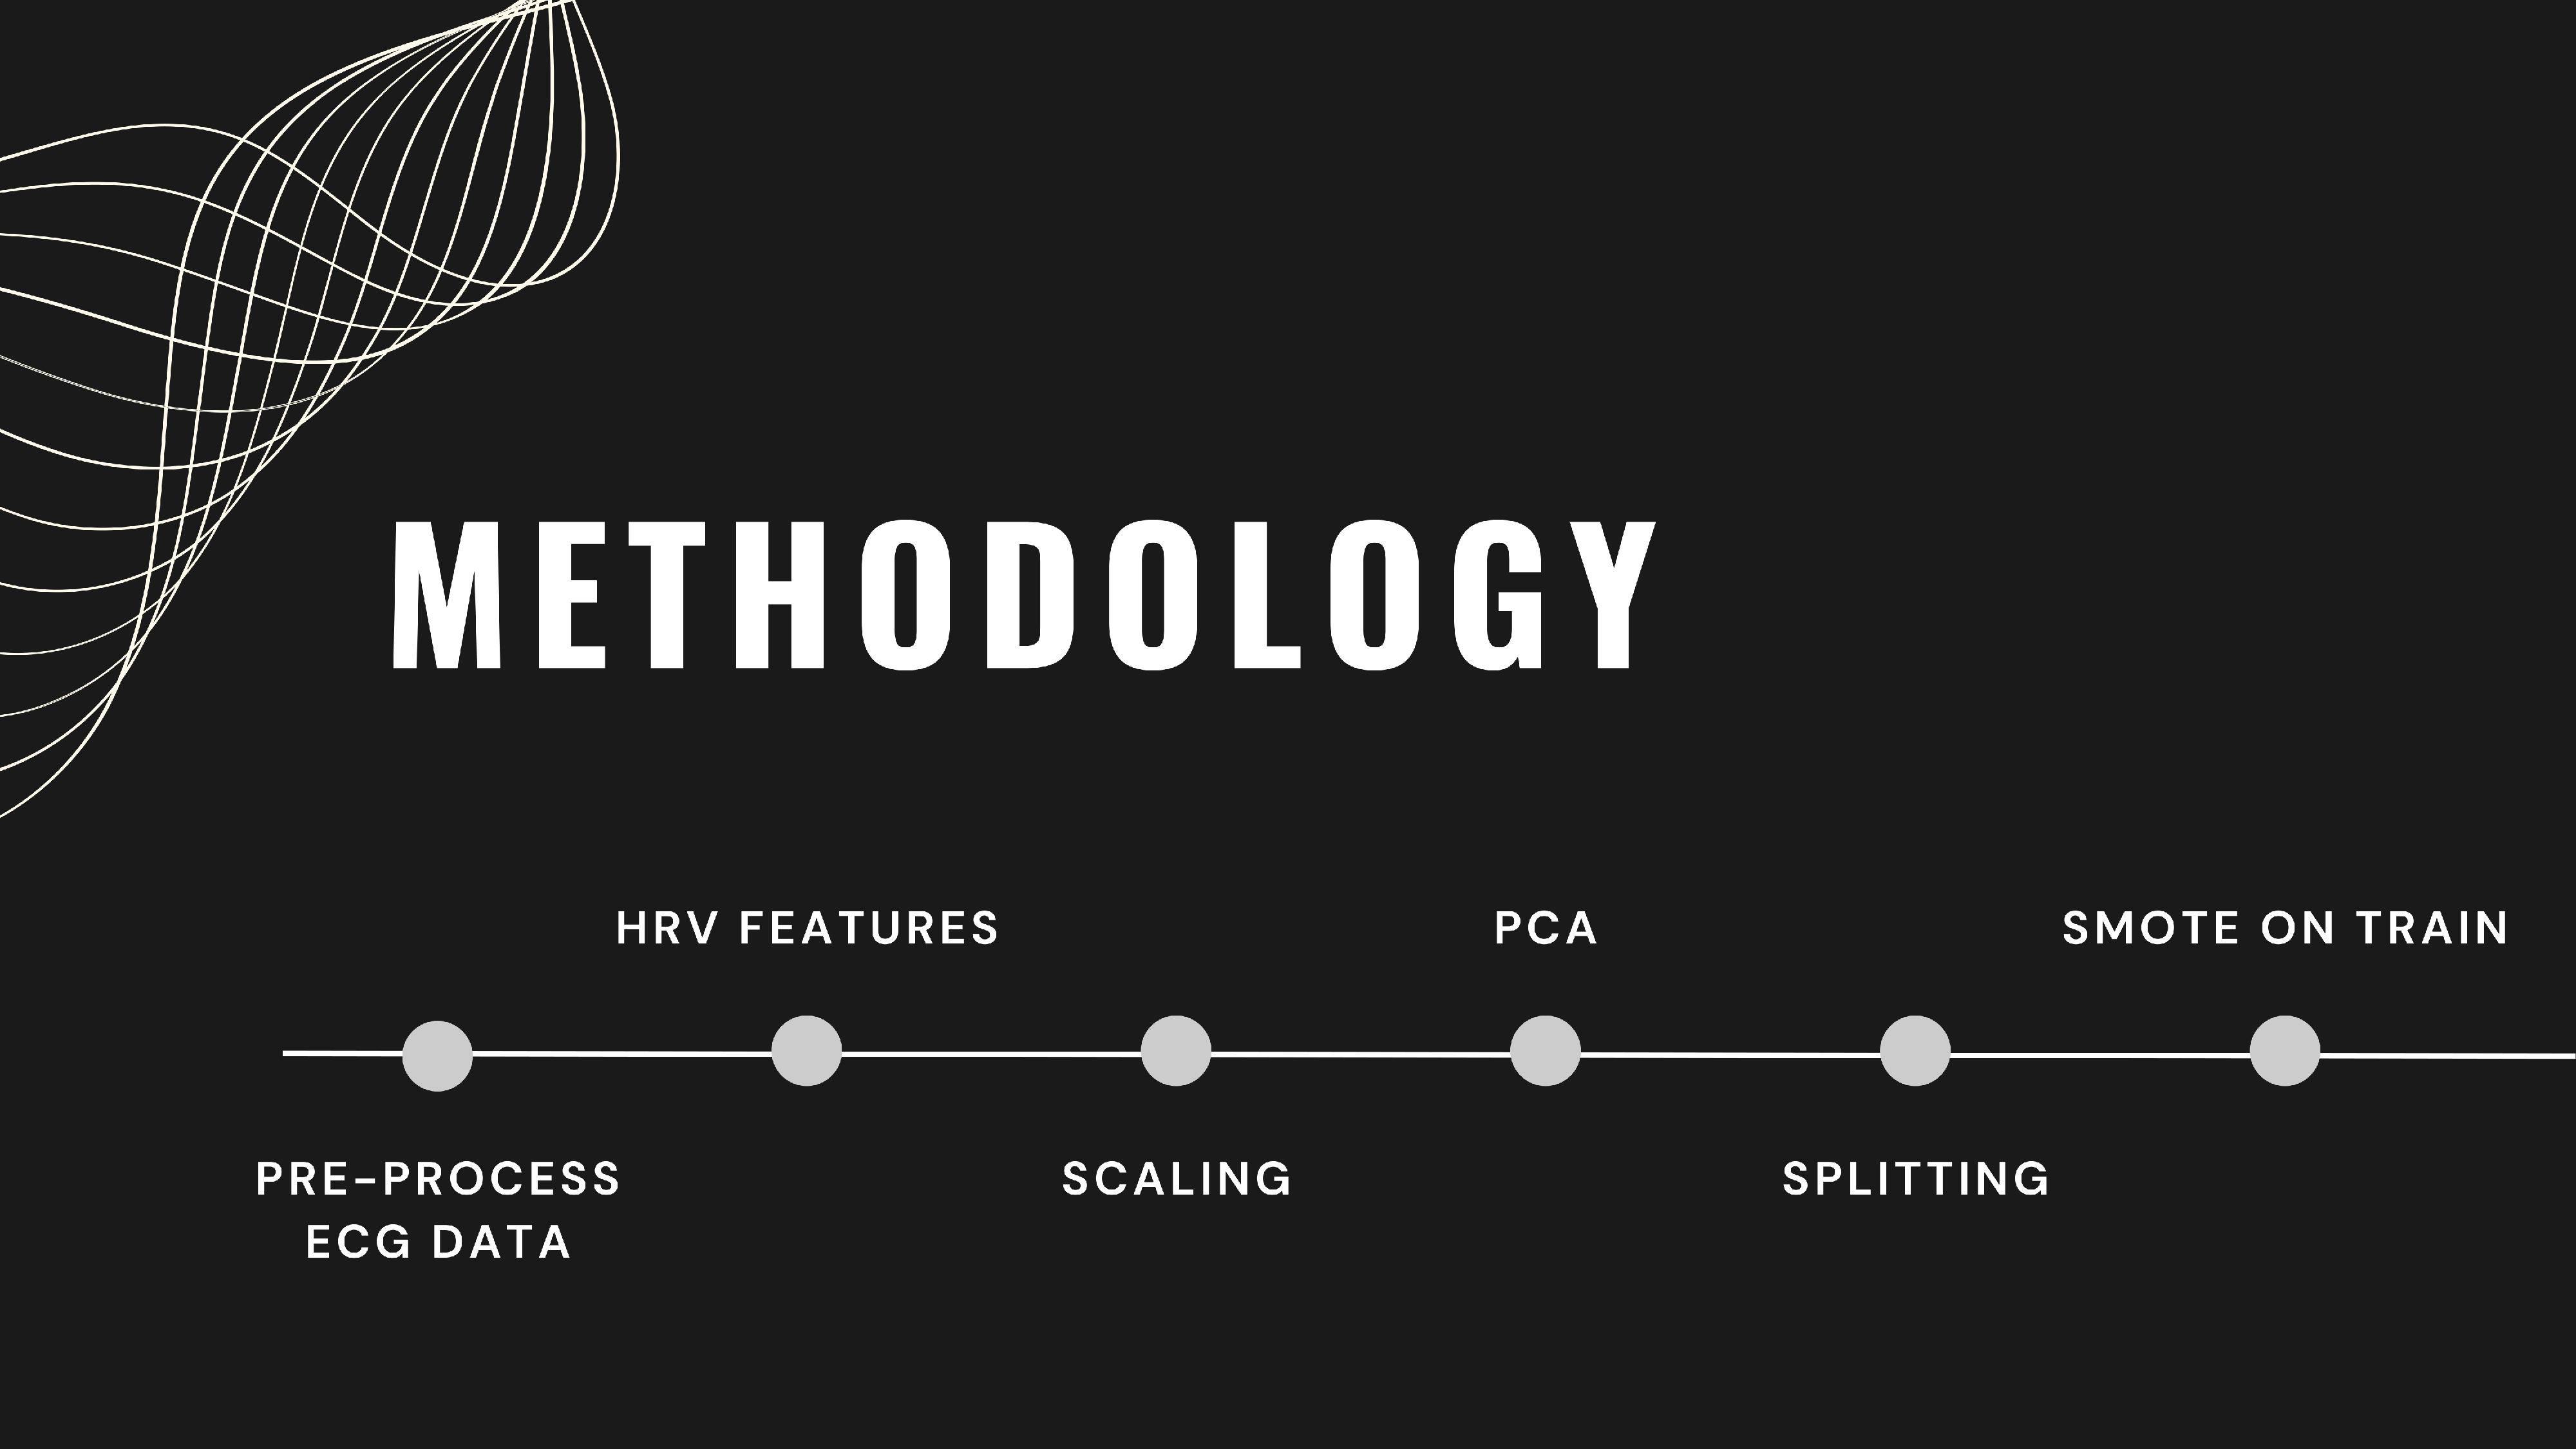 METHODOLOGY
HRV FEATURES
PCA
SMOTE ON TRAIN
PRE-PROCESS
ECG DATA
SCALING
SPLITTING